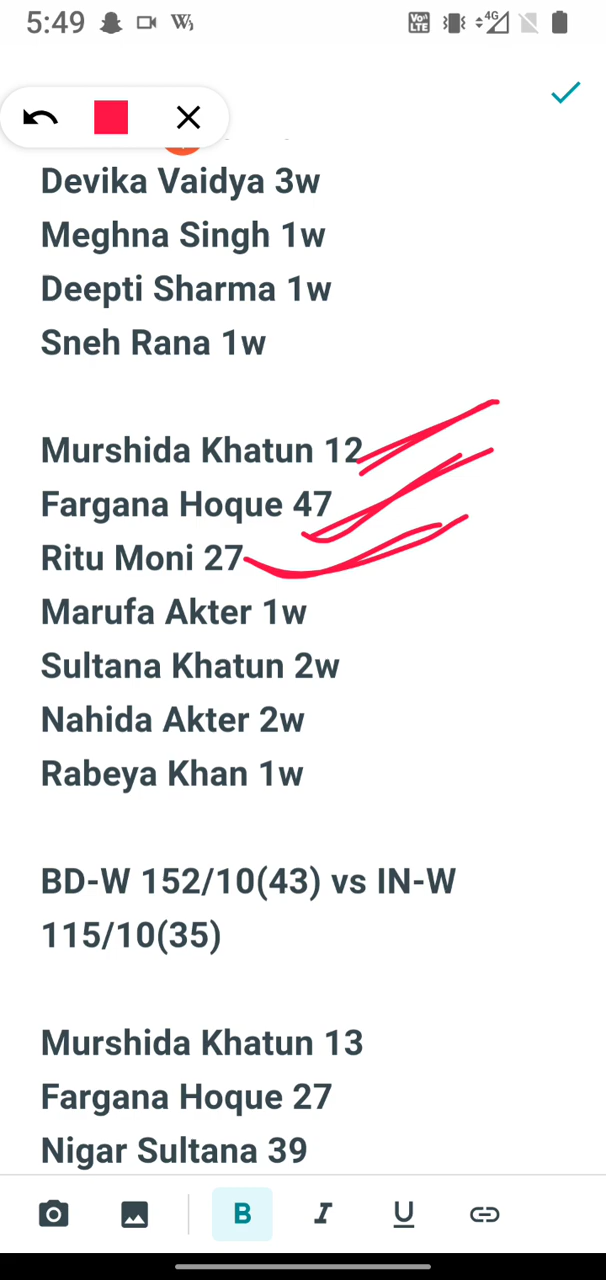 5:49
VoLTE 4G
Devika Vaidya 3w
Meghna Singh 1w
Deepti Sharma 1w
Sneh Rana 1w
Murshida Khatun 12
Fargana Hoque 47
Ritu Moni 27
Marufa Akter 1w
Sultana Khatun 2w
Nahida Akter 2w
Rabeya Khan 1w
BD-W 152/10(43) vs IN-W
115/10(35)
Murshida Khatun 13
Fargana Hoque 27
Nigar Sultana 39
B I U